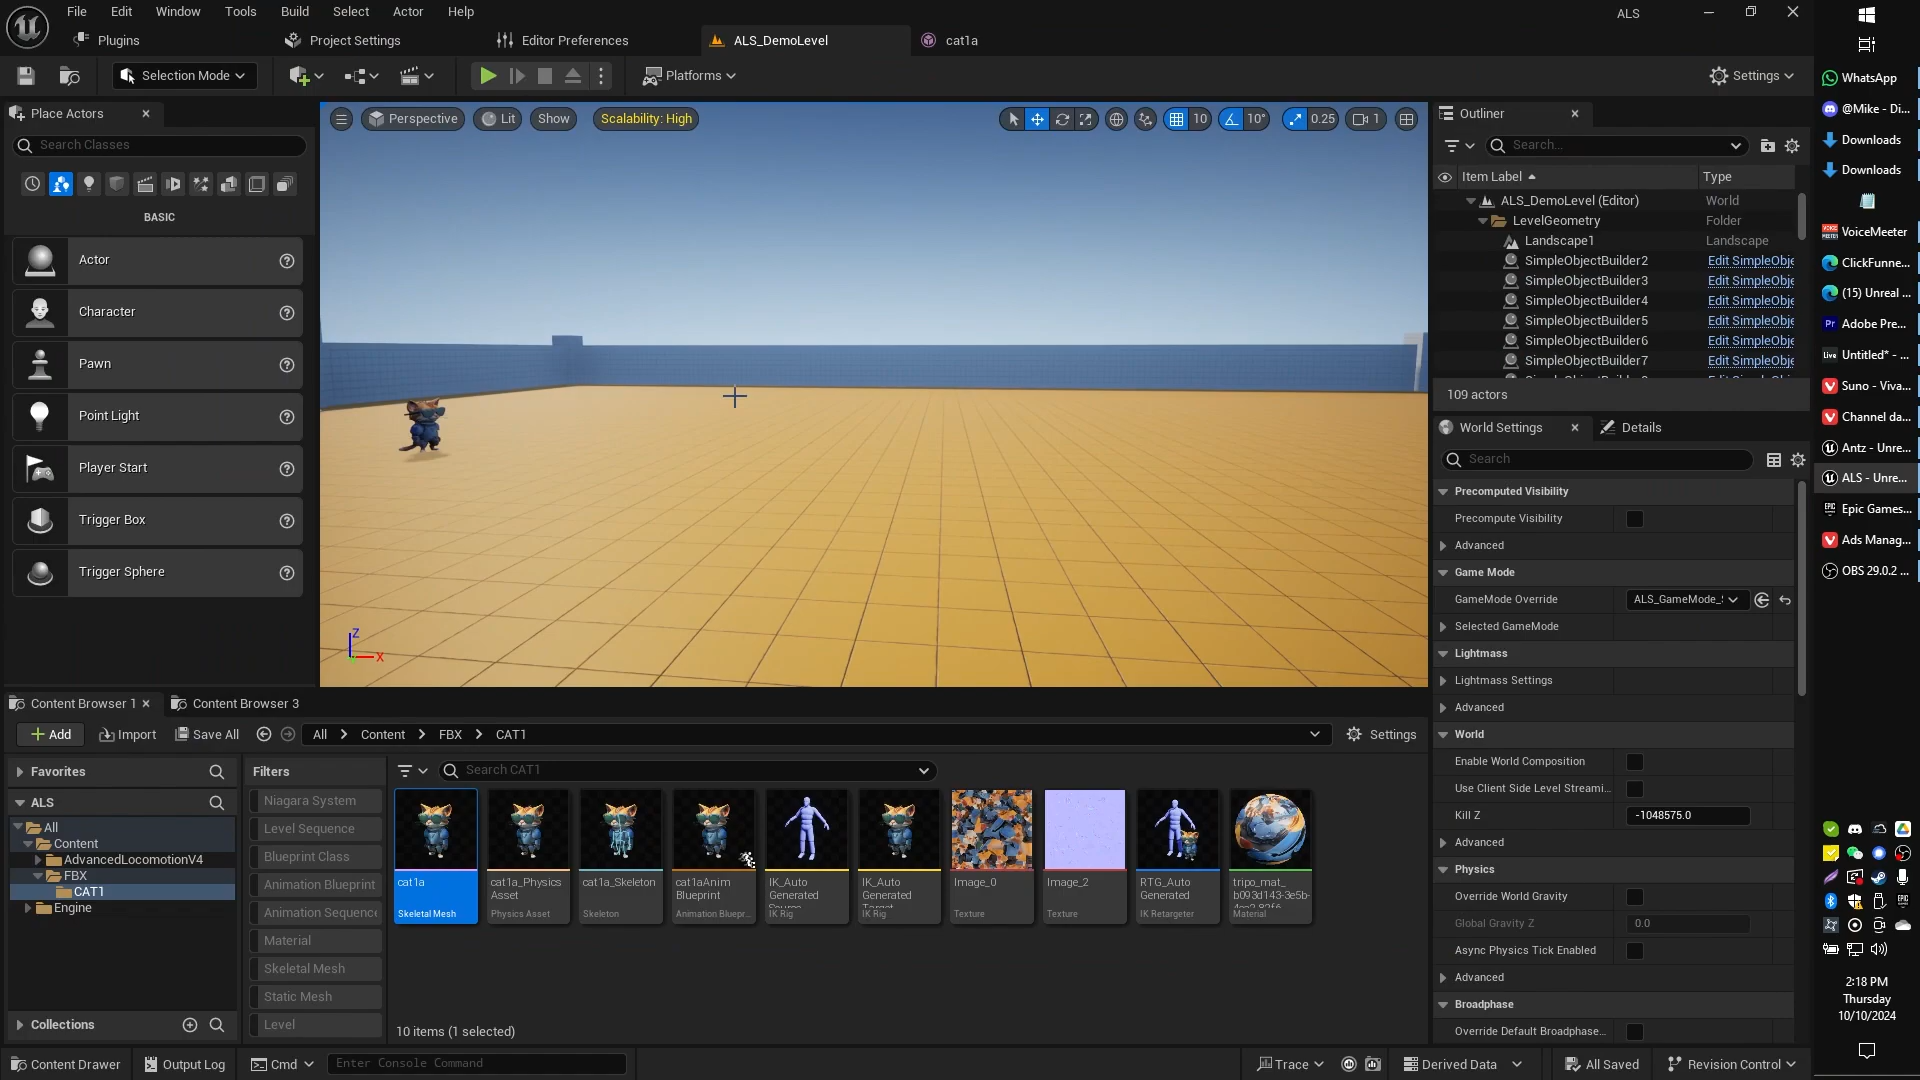 File Edit Window Tools Build Select Actor Help
ALS
Plugins
Project Settings
Editor Preferences
ALS_DemoLevel
cat1a
Selection Mode
Platforms
Settings
Place Actors
Search Classes
BASIC
Actor
Character
Pawn
Point Light
Player Start
Trigger Box
Trigger Sphere
Perspective
Lit
Show
Scalability: High
10
10°
0.25
1
Z
X
Outliner
Search...
Item Label
Type
ALS_DemoLevel (Editor) World
LevelGeometry Folder
Landscape1 Landscape
SimpleObjectBuilder2 Edit SimpleObje
SimpleObjectBuilder3 Edit SimpleObje
SimpleObjectBuilder4 Edit SimpleObje
SimpleObjectBuilder5 Edit SimpleObje
SimpleObjectBuilder6 Edit SimpleObje
SimpleObjectBuilder7 Edit SimpleObje
109 actors
World Settings
Details
Search
Precomputed Visibility
Precompute Visibility
Advanced
Game Mode
GameMode Override ALS_GameMode_
Selected GameMode
Lightmass
Lightmass Settings
Advanced
World
Enable World Composition
Use Client Side Level Streami...
Kill Z -1048575.0
Advanced
Physics
Override World Gravity
Global Gravity Z 0.0
Async Physics Tick Enabled
Advanced
Broadphase
Override Default Broadphase...
Content Browser 1
Content Browser 3
Add
Import
Save All
All > Content > FBX > CAT1
Settings
Favorites
ALS
All
Content
AdvancedLocomotionV4
FBX
CAT1
Engine
Collections
Filters
Niagara System
Level Sequence
Blueprint Class
Animation Blueprint
Animation Sequence
Material
Skeletal Mesh
Static Mesh
Level
Search CAT1
cat1a
Skeletal Mesh
cat1a_Physics
Asset
Physics Asset
cat1a_Skeleton
Skeleton
cat1aAnim
Blueprint
Animation Bluepr...
IK_Auto
Generated
IK Rig
IK_Auto
Generated
IK Rig
Image_0
Texture
Image_2
Texture
RTG_Auto
Generated
IK Retargeter
tripo_mat_
b093d143-3e5b-
Material
10 items (1 selected)
Content Drawer
Output Log
Cmd
Enter Console Command
Trace
Derived Data
All Saved
Revision Control
WhatsApp
@Mike - Di...
Downloads
Downloads
VoiceMeeter
ClickFunne...
(15) Unreal ...
Adobe Pre...
Untitled* - ...
Suno - Viva...
Channel da...
Antz - Unre...
ALS - Unre...
Epic Games...
Ads Manag...
OBS 29.0.2 ...
2:18 PM
Thursday
10/10/2024